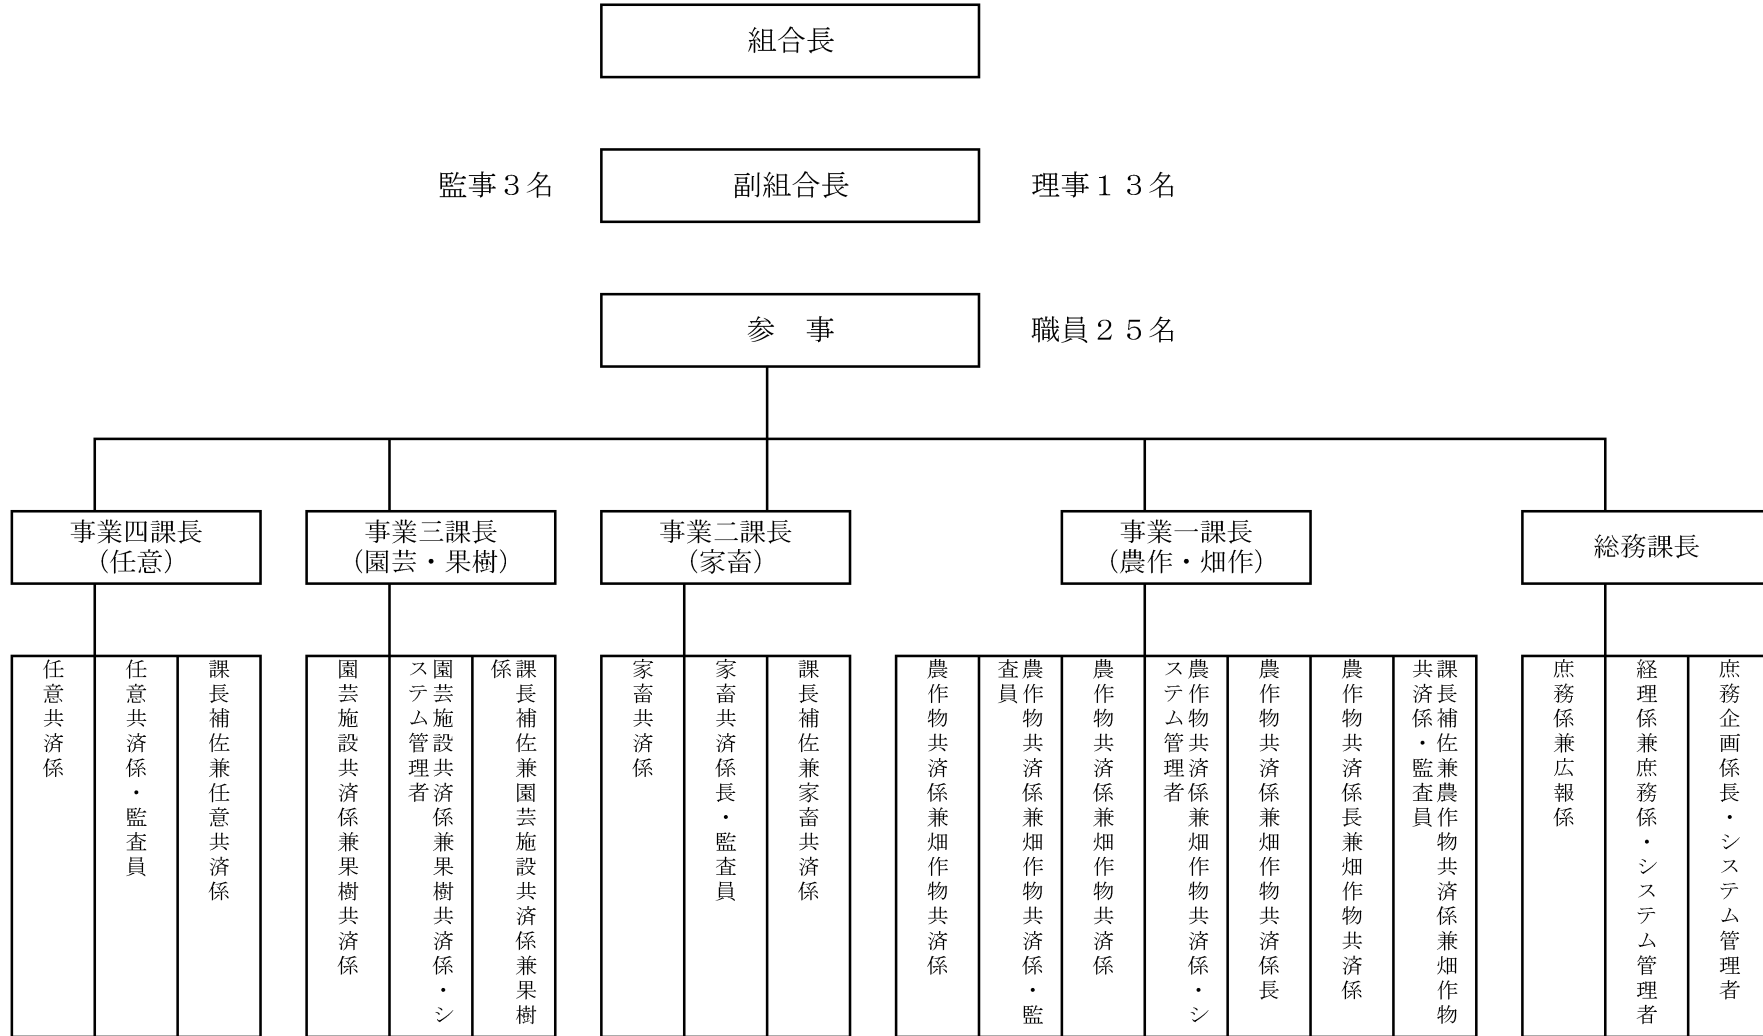 組合長
監事３名
副組合長
理事１３名
参　事
職員２５名
事業四課長
（任意）
事業三課長
（園芸・果樹）
事業二課長
（家畜）
事業一課長
（農作・畑作）
総務課長
庶務企画係長・システム管理者
経理係兼庶務係・システム管理者
庶務係兼広報係
課長補佐兼農作物共済係兼畑作物
共済係・監査員
農作物共済係長兼畑作物共済係
農作物共済係兼畑作物共済係長
農作物共済係兼畑作物共済係・シ
ステム管理者
農作物共済係兼畑作物共済係
農作物共済係兼畑作物共済係・監
査員
農作物共済係兼畑作物共済係
課長補佐兼家畜共済係
家畜共済係長・監査員
家畜共済係
課長補佐兼園芸施設共済係兼果樹
係
園芸施設共済係兼果樹共済係・シ
ステム管理者
園芸施設共済係兼果樹共済係
課長補佐兼任意共済係
任意共済係・監査員
任意共済係